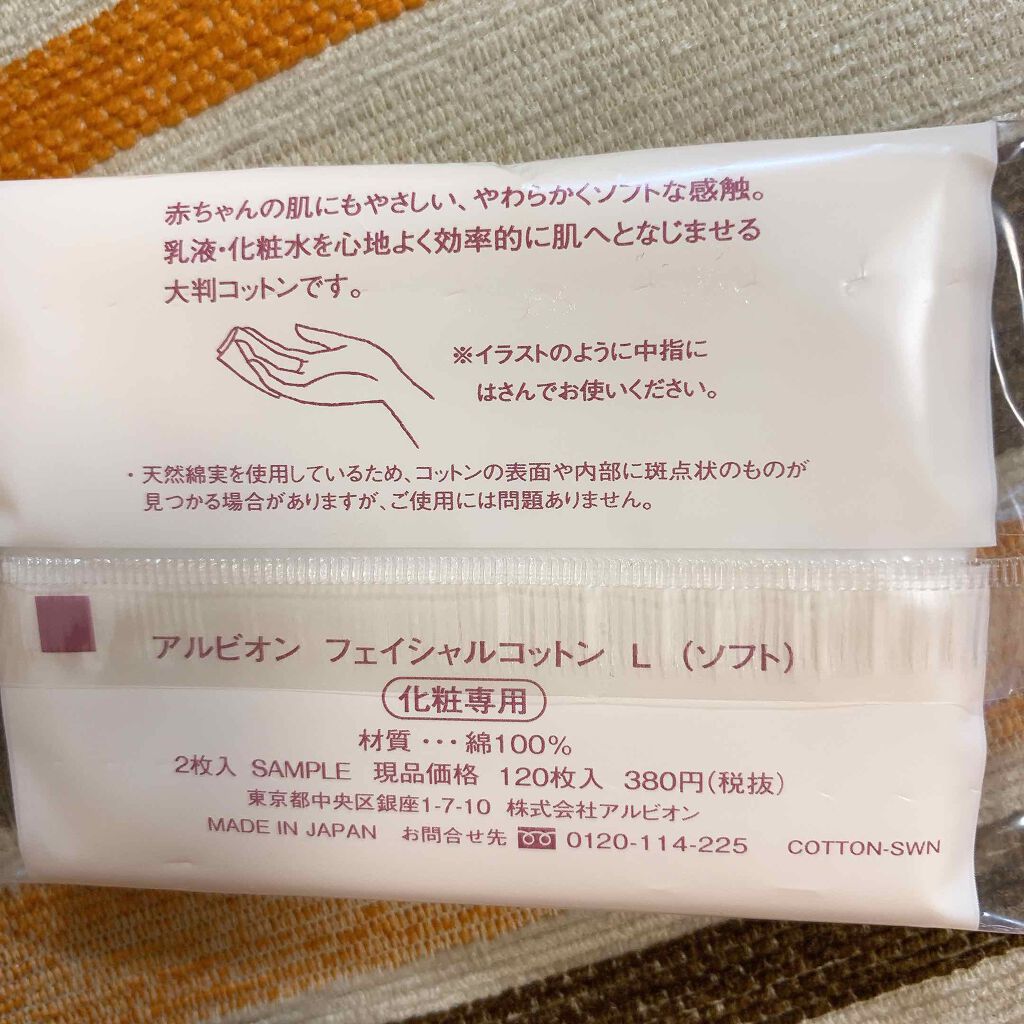 赤ちゃんの肌にもやさしい、やわらかくソフトな感触。
乳液・化粧水を心地よく効率的に肌へとなじませる
大判コットンです。
※イラストのように中指に
はさんでお使いください。
・天然綿実を使用しているため、コットンの表面や内部に斑点状のものが
見つかる場合がありますが、ご使用には問題ありません。
アルビオン フェイシャルコットン L (ソフト)
化粧専用
材質・・・綿100%
2枚入 SAMPLE 現品価格 120枚入 380円(税抜)
東京都中央区銀座1-7-10 株式会社アルビオン
MADE IN JAPAN お問合せ先 0120-114-225 COTTON-SWN